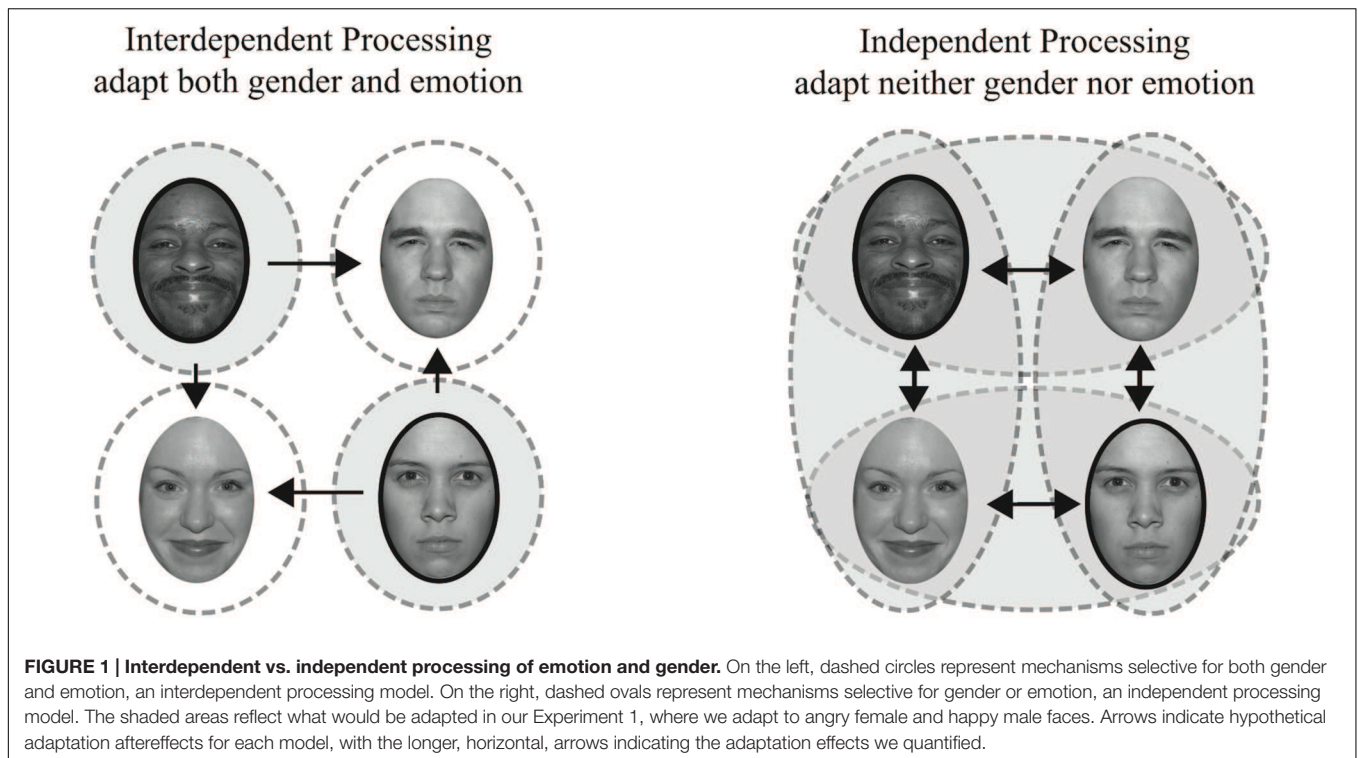 Interdependent Processing
adapt both gender and emotion
Independent Processing
adapt neither gender nor emotion
FIGURE 1 | Interdependent vs. independent processing of emotion and gender. On the left, dashed circles represent mechanisms selective for both gender
and emotion, an interdependent processing model. On the right, dashed ovals represent mechanisms selective for gender or emotion, an independent processing
model. The shaded areas reflect what would be adapted in our Experiment 1, where we adapt to angry female and happy male faces. Arrows indicate hypothetical
adaptation aftereffects for each model, with the longer, horizontal, arrows indicating the adaptation effects we quantified.